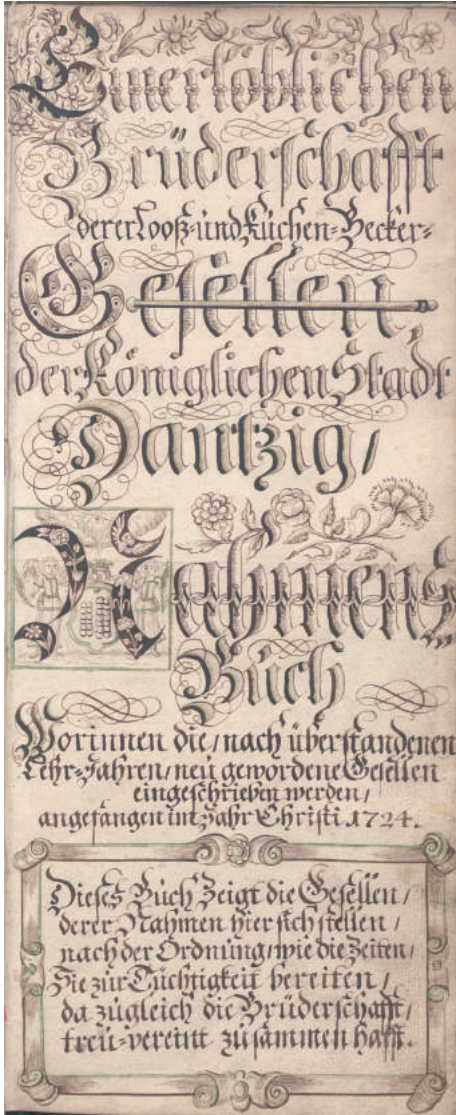 Einer löblichen
Brüderschafft
derer Looß- und Kuchen-Becker-
Gesellen,
der Königlichen Stadt
Dantzig /
Nahmens
Buch
Worinnen die / nach überstandenen
Lehr-Jahren / neu gewordene Gesellen
eingeschrieben werden /
angefangen im Jahr Christi 1724.
Dieses Buch Zeigt die Gesellen /
derer Nahmen hier sich stellen /
nach der Ordnung / wie die Zeiten /
Sie zur Tüchtigkeit bereiten /
da zugleich die Brüderschafft /
treu-vereint zusammen hafft.